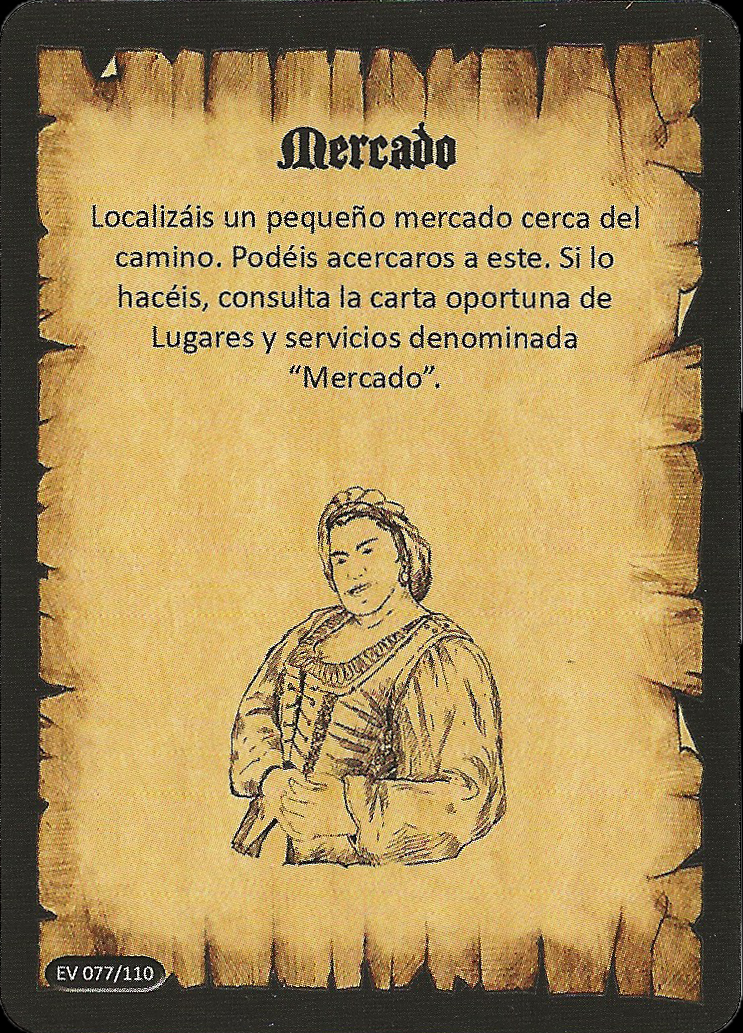 Mercado
Localizáis un pequeño mercado cerca del
camino. Podéis acercaros a este. Si lo
hacéis, consulta la carta oportuna de
Lugares y servicios denominada
“Mercado”.
EV 077/110